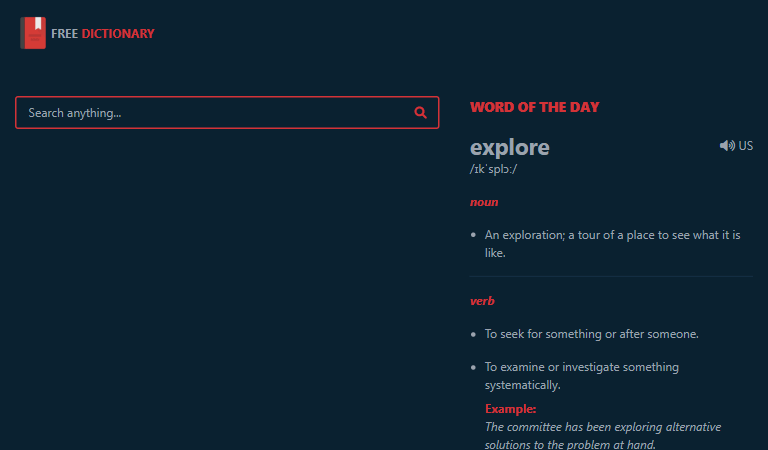 FREE DICTIONARY
Search anything...
WORD OF THE DAY
explore
US
/ɪkˈsplɔː/
noun
• An exploration; a tour of a place to see what it is
like.
verb
• To seek for something or after someone.
• To examine or investigate something
systematically.
Example:
The committee has been exploring alternative
solutions to the problem at hand.